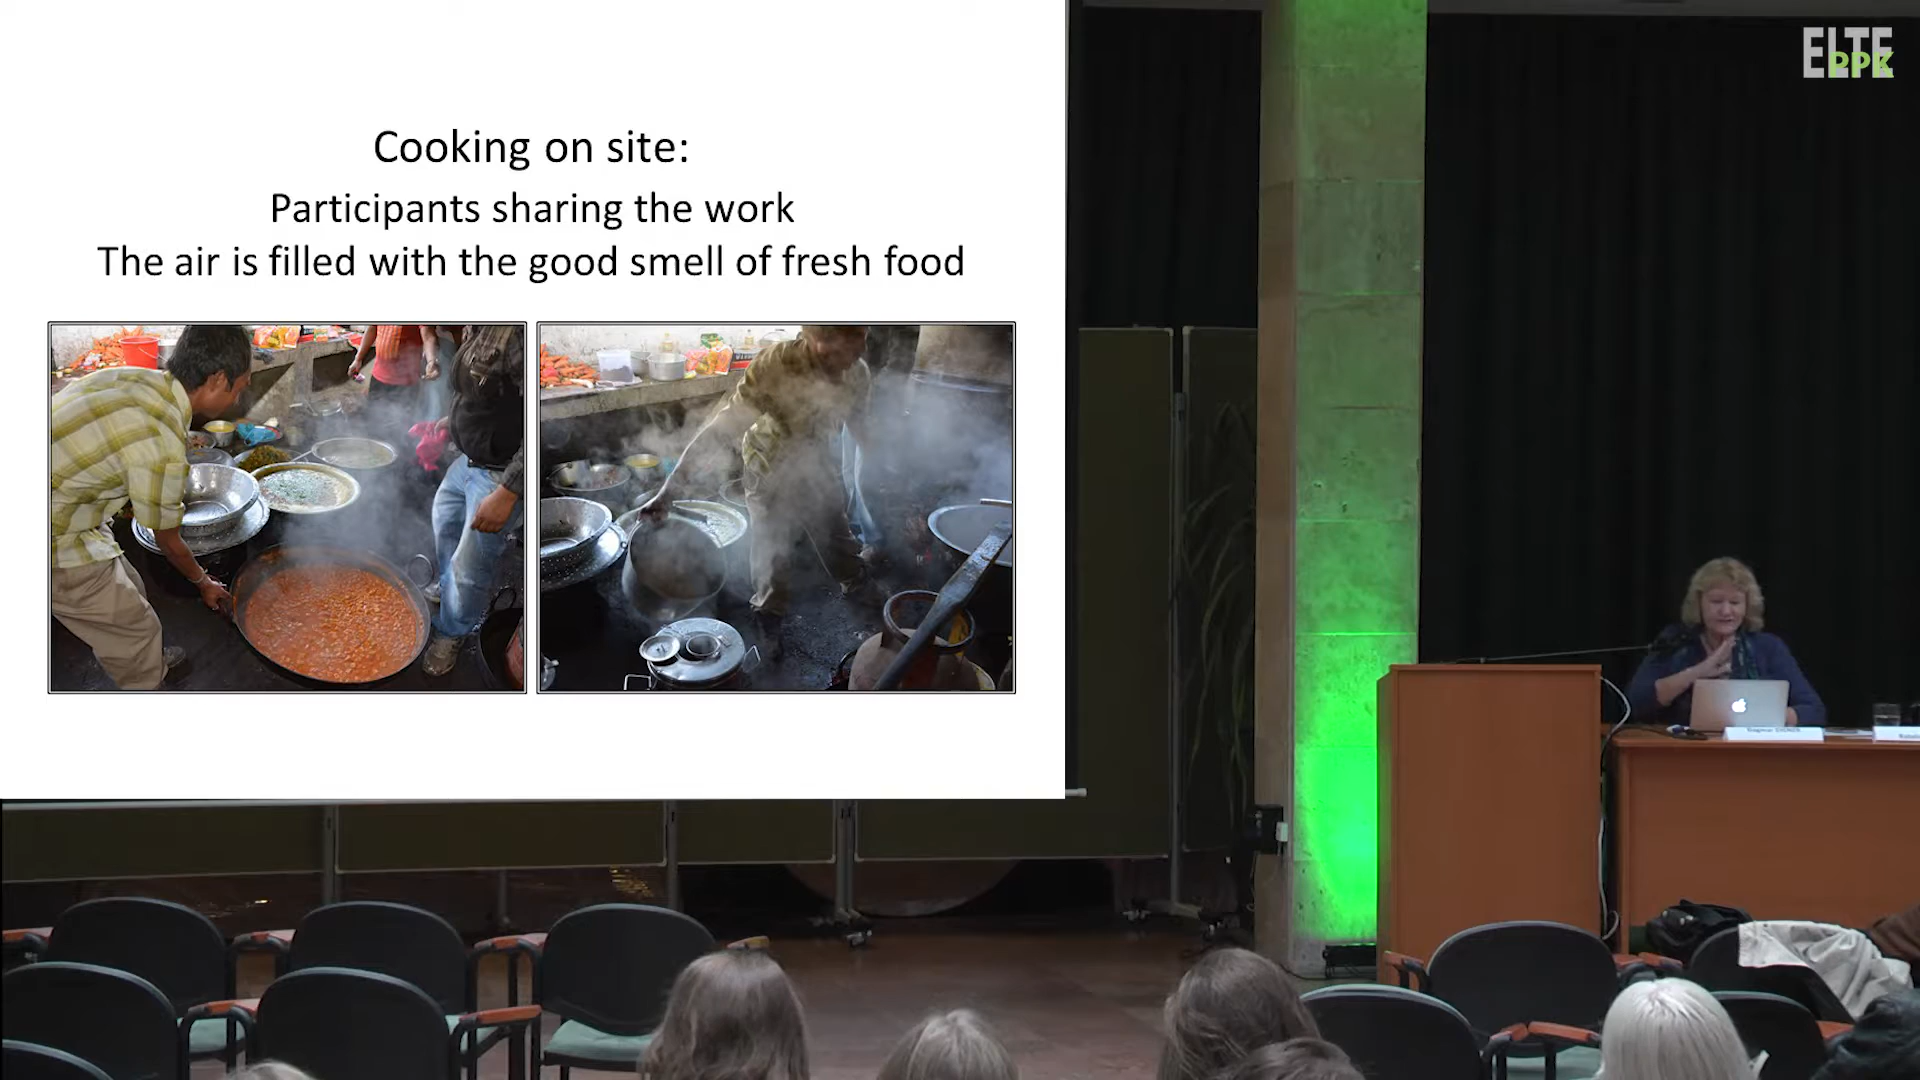 Cooking on site:
Participants sharing the work
The air is filled with the good smell of fresh food
ELTE
PPK